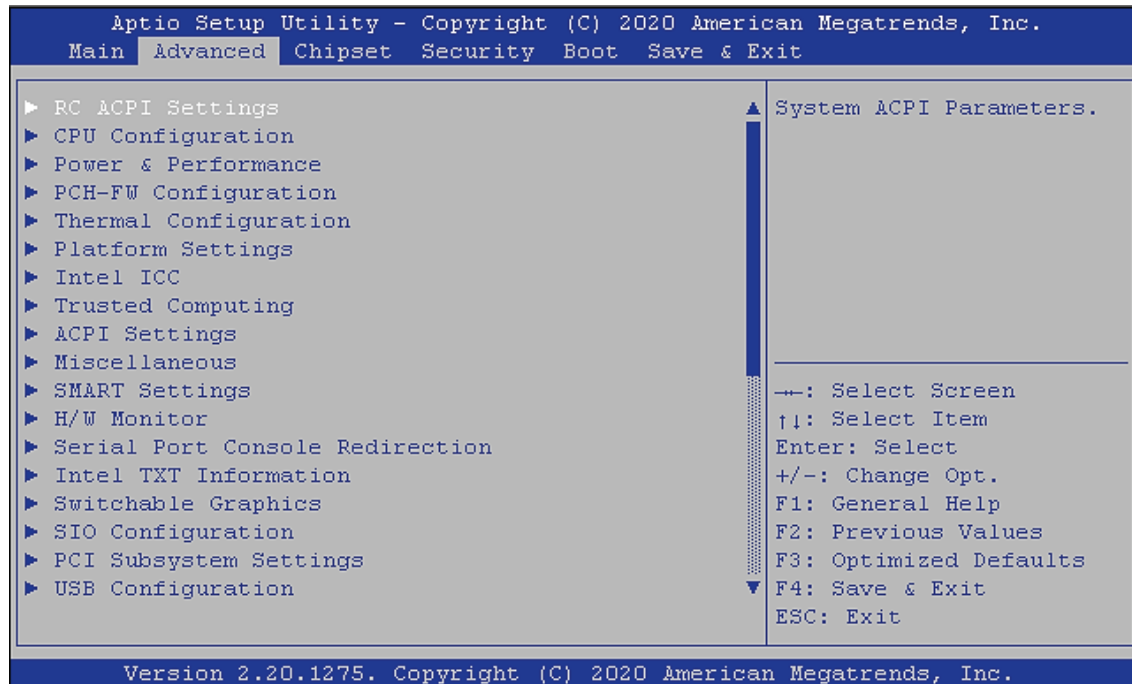 Aptio Setup Utility – Copyright (C) 2020 American Megatrends, Inc.
Main Advanced Chipset Security Boot Save & Exit
► RC ACPI Settings
► CPU Configuration
► Power & Performance
► PCH-FW Configuration
► Thermal Configuration
► Platform Settings
► Intel ICC
► Trusted Computing
► ACPI Settings
► Miscellaneous
► SMART Settings
► H/W Monitor
► Serial Port Console Redirection
► Intel TXT Information
► Switchable Graphics
► SIO Configuration
► PCI Subsystem Settings
► USB Configuration
System ACPI Parameters.
→←: Select Screen
↑↓: Select Item
Enter: Select
+/-: Change Opt.
F1: General Help
F2: Previous Values
F3: Optimized Defaults
F4: Save & Exit
ESC: Exit
Version 2.20.1275. Copyright (C) 2020 American Megatrends, Inc.